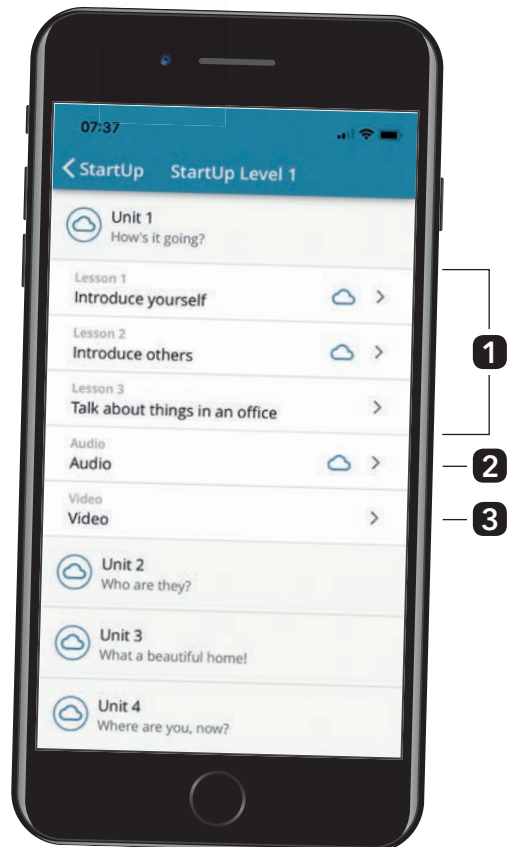 07:37
StartUp StartUp Level 1
Unit 1
How's it going?
Lesson 1
Introduce yourself
Lesson 2
Introduce others
Lesson 3
Talk about things in an office
Audio
Audio
Video
Video
Unit 2
Who are they?
Unit 3
What a beautiful home!
Unit 4
Where are you, now?
1
2
3